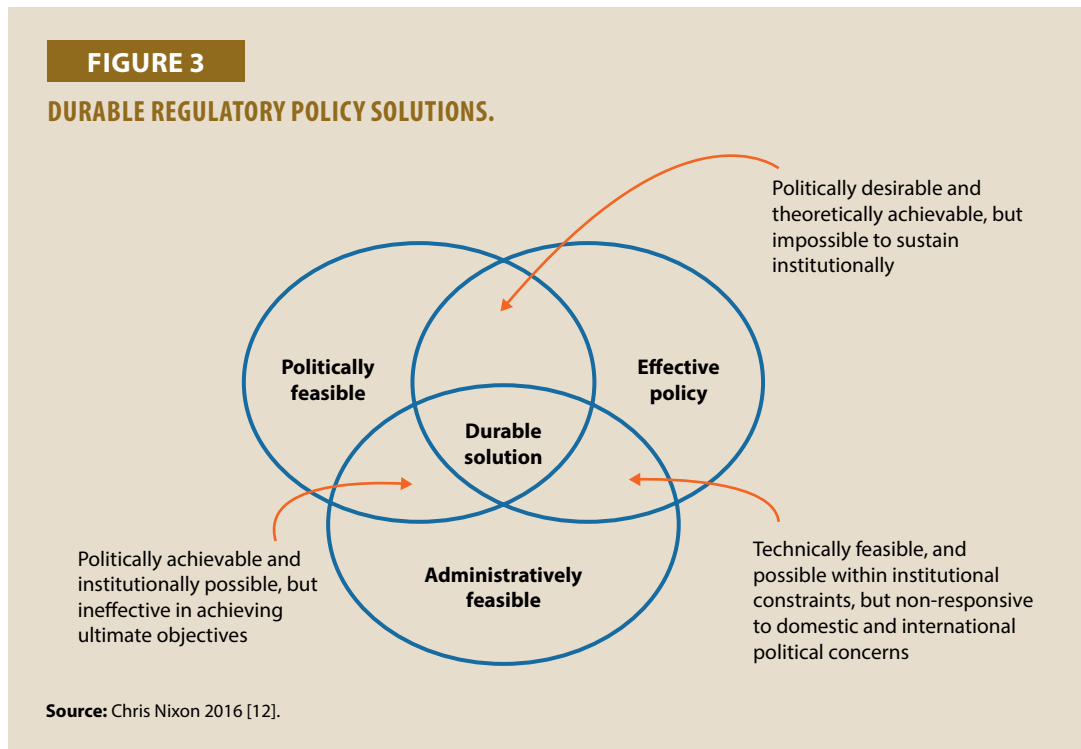 FIGURE 3
DURABLE REGULATORY POLICY SOLUTIONS.
Politically desirable and
theoretically achievable, but
impossible to sustain
institutionally
Politically
feasible
Effective
policy
Durable
solution
Administratively
feasible
Politically achievable and
institutionally possible, but
ineffective in achieving
ultimate objectives
Technically feasible, and
possible within institutional
constraints, but non-responsive
to domestic and international
political concerns
Source: Chris Nixon 2016 [12].